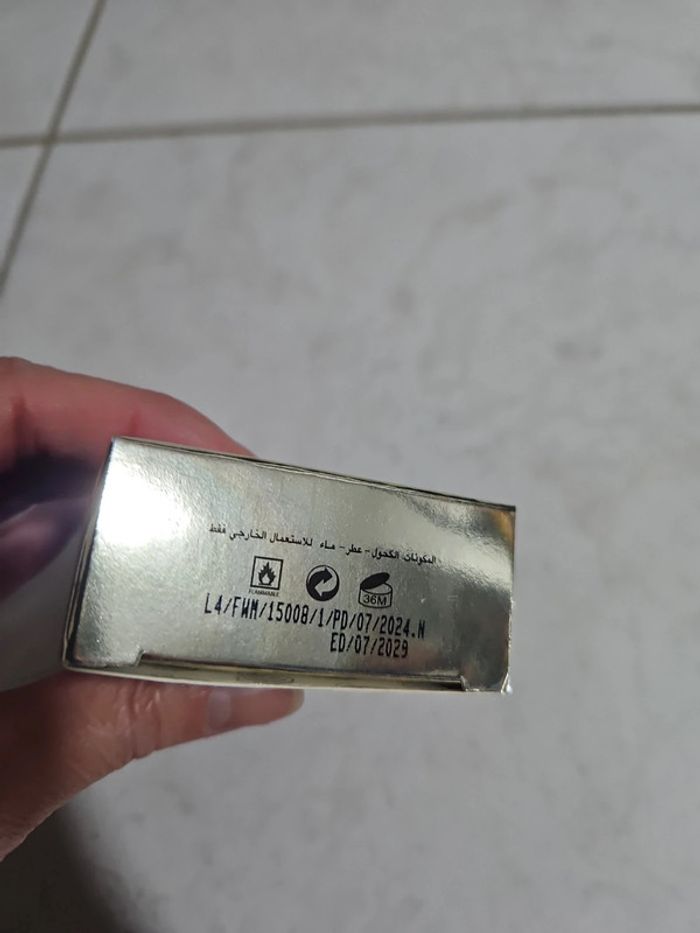 المكونات: الكحول - عطر - ماء للاستعمال الخارجي فقط
FLAMMABLE
36M
L4/FWM/15008/1/PD/07/2024.N
ED/07/2029